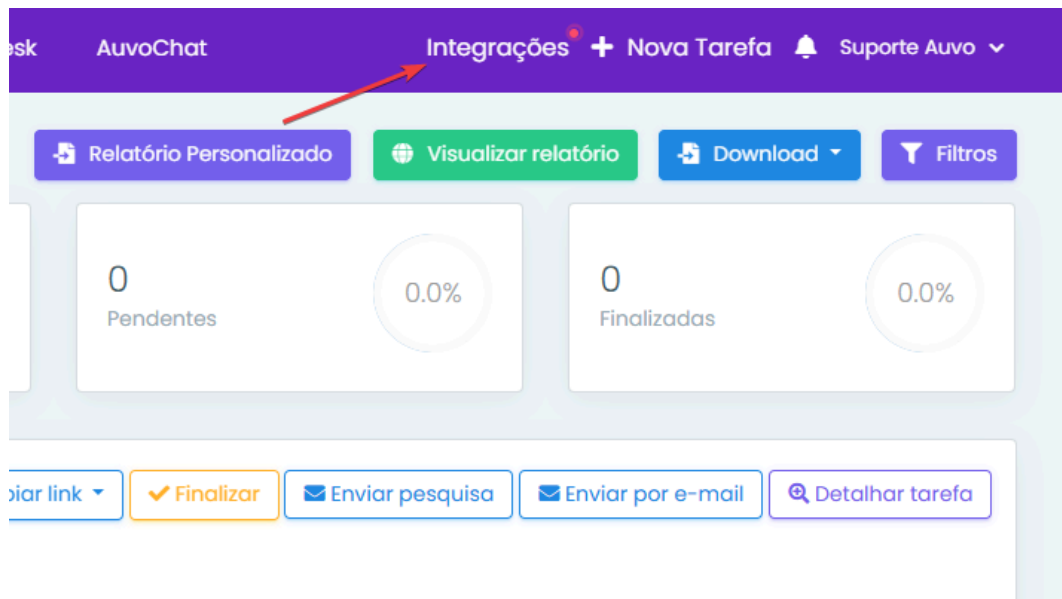 esk AuvoChat Integrações Nova Tarefa Suporte Auvo
Relatório Personalizado Visualizar relatório Download Filtros
0 0.0% 0 0.0%
Pendentes Finalizadas
piar link Finalizar Enviar pesquisa Enviar por e-mail Detalhar tarefa